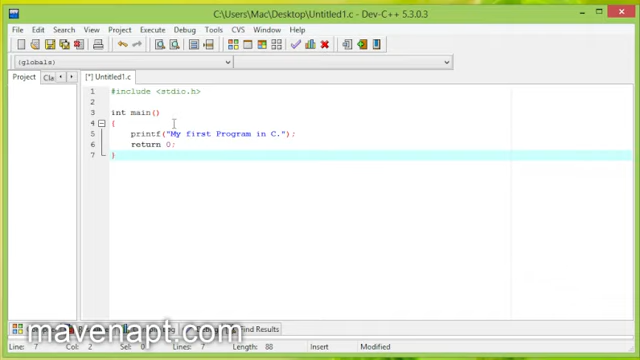 C:\Users\Mac\Desktop\Untitled1.c - Dev-C++ 5.3.0.3
File Edit Search View Project Execute Debug Tools CVS Window Help
(globals)
Project Cla [*] Untitled1.c
1 #include <stdio.h>
2
3 int main()
4 {
5 printf("My first Program in C.");
6 return 0;
7 }
mavenapt.com
Find Results
Line: 7 Col: 2 Sel: 0 Lines: 7 Length: 88 Insert Modified